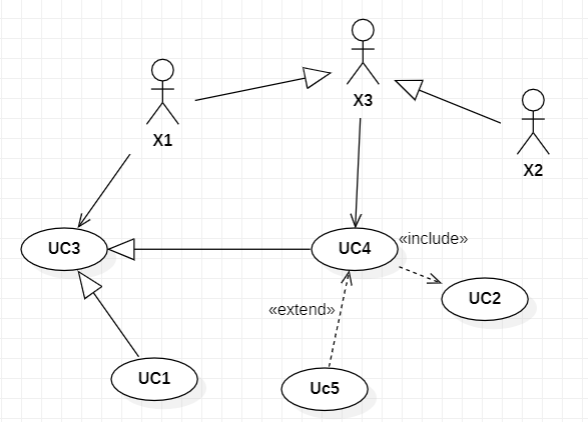 X3
X1
X2
UC3
UC4
«include»
UC2
«extend»
UC1
Uc5